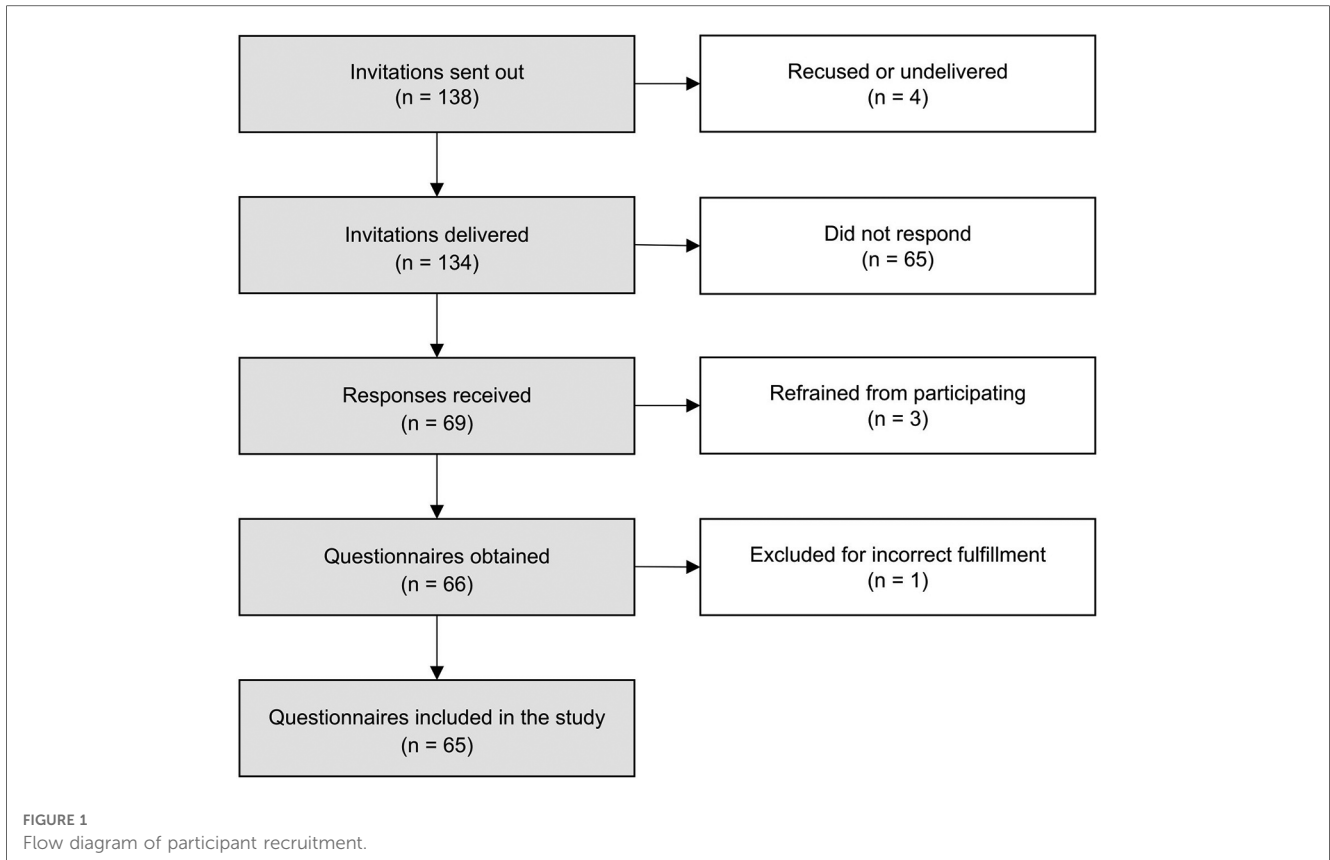 Invitations sent out
(n = 138)
Recused or undelivered
(n = 4)
Invitations delivered
(n = 134)
Did not respond
(n = 65)
Responses received
(n = 69)
Refrained from participating
(n = 3)
Questionnaires obtained
(n = 66)
Excluded for incorrect fulfillment
(n = 1)
Questionnaires included in the study
(n = 65)
FIGURE 1
Flow diagram of participant recruitment.